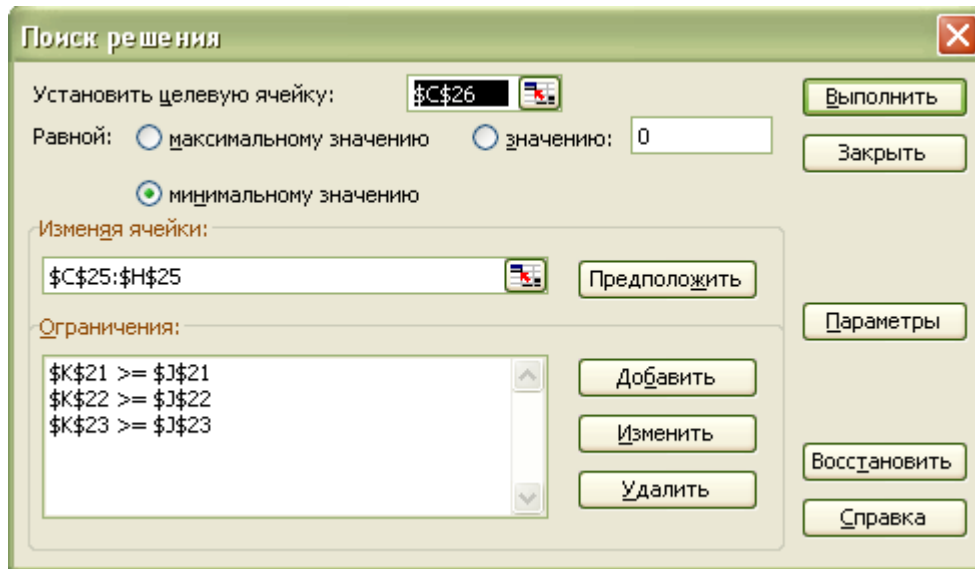 Поиск решения
Установить целевую ячейку: $C$26
Выполнить
Равной: максимальному значению значению: 0
Закрыть
минимальному значению
Изменяя ячейки:
$C$25:$H$25
Предположить
Ограничения:
Параметры
$K$21 >= $J$21
$K$22 >= $J$22
$K$23 >= $J$23
Добавить
Изменить
Удалить
Восстановить
Справка